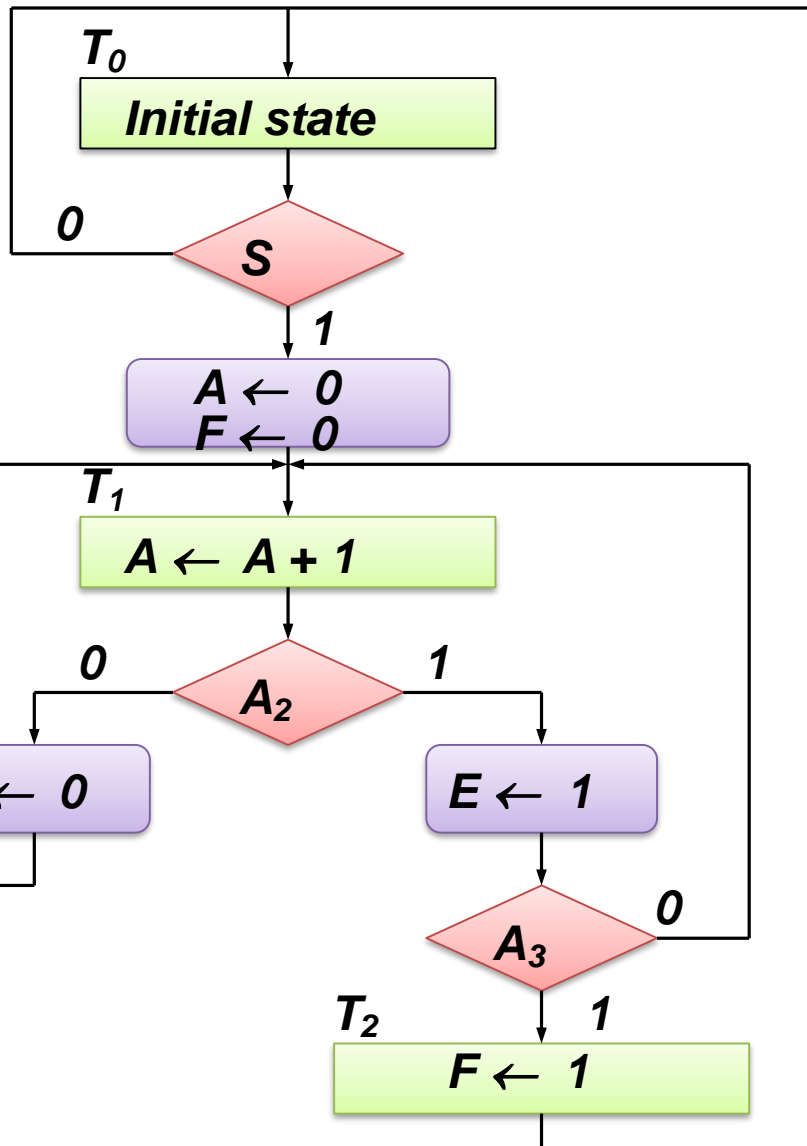 T₀
Initial state
0
S
1
A ← 0
F ← 0
T₁
A ← A + 1
0
1
A₂
← 0
E ← 1
0
A₃
T₂
1
F ← 1